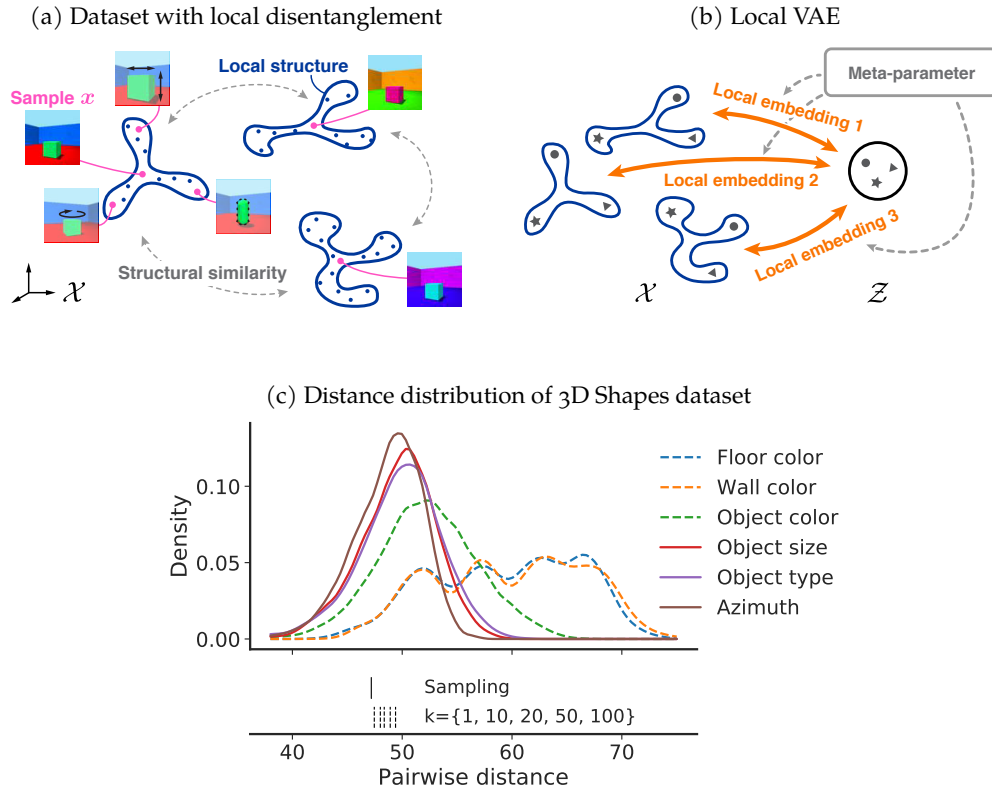 (a) Dataset with local disentanglement
(b) Local VAE
Local structure
Sample x
Structural similarity
𝒳
Meta-parameter
Local embedding 1
Local embedding 2
Local embedding 3
𝒳
𝒵
(c) Distance distribution of 3D Shapes dataset
Density
0.10
0.05
0.00
Floor color
Wall color
Object color
Object size
Object type
Azimuth
Sampling
k={1, 10, 20, 50, 100}
40 50 60 70
Pairwise distance